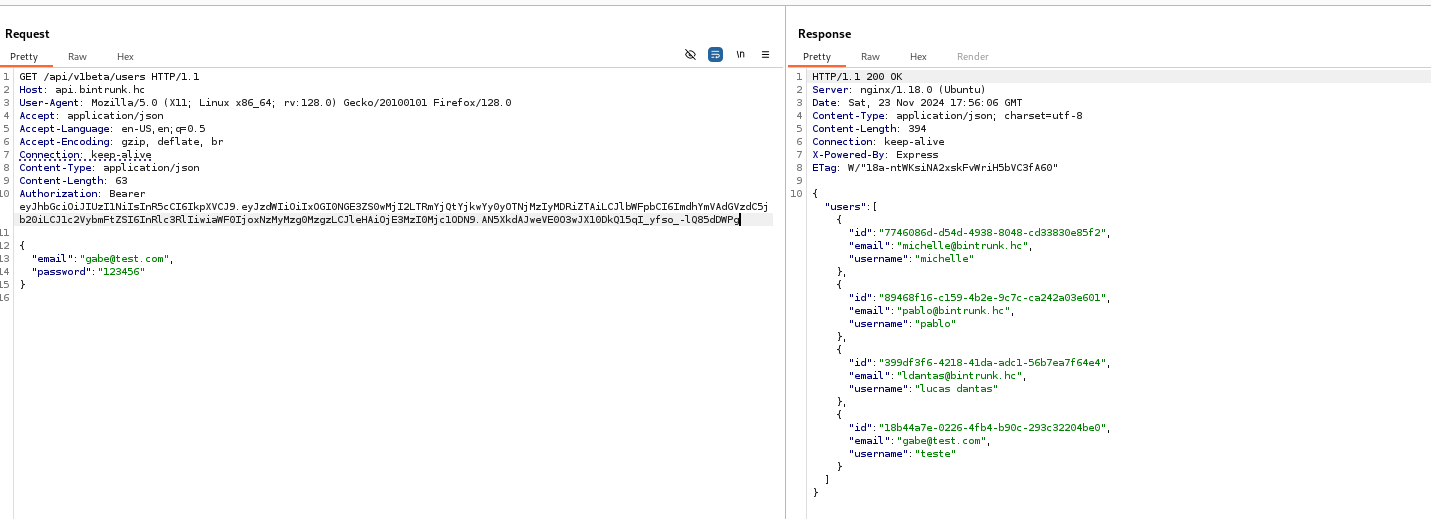 Request
Pretty Raw Hex \n
1 GET /api/v1beta/users HTTP/1.1
2 Host: api.bintrunk.hc
3 User-Agent: Mozilla/5.0 (X11; Linux x86_64; rv:128.0) Gecko/20100101 Firefox/128.0
4 Accept: application/json
5 Accept-Language: en-US,en;q=0.5
6 Accept-Encoding: gzip, deflate, br
7 Connection: keep-alive
8 Content-Type: application/json
9 Content-Length: 63
10 Authorization: Bearer
eyJhbGciOiJIUzI1NiIsInR5cCI6IkpXVCJ9.eyJzdWIiOiIxOGI0NGE3ZS0wMjI2LTRmYjQtYjkwYy0yOTNjMzIyMDRiZTAiLCJlbWFpbCI6ImdhYmVAdGVzdC5j
b20iLCJ1c2VybmFtZSI6InRlc3RlIiwiaWF0IjoxNzMyMzg0MzgzLCJleHAiOjE3MzI0Mjc1ODN9.AN5XkdAJweVE0O3wJX10DkQ15qI_yfso_-lQ85dDWPg
11
12 {
13 "email":"gabe@test.com",
14 "password":"123456"
15 }
16
Response
Pretty Raw Hex Render
1 HTTP/1.1 200 OK
2 Server: nginx/1.18.0 (Ubuntu)
3 Date: Sat, 23 Nov 2024 17:56:06 GMT
4 Content-Type: application/json; charset=utf-8
5 Content-Length: 394
6 Connection: keep-alive
7 X-Powered-By: Express
8 ETag: W/"18a-ntWKsiNA2xskFvWriH5bVC3fA60"
9
10 {
"users":[
{
"id":"7746086d-d54d-4938-8048-cd33830e85f2",
"email":"michelle@bintrunk.hc",
"username":"michelle"
},
{
"id":"89468f16-c159-4b2e-9c7c-ca242a03e601",
"email":"pablo@bintrunk.hc",
"username":"pablo"
},
{
"id":"399df3f6-4218-41da-adc1-56b7ea7f64e4",
"email":"ldantas@bintrunk.hc",
"username":"lucas dantas"
},
{
"id":"18b44a7e-0226-4fb4-b90c-293c32204be0",
"email":"gabe@test.com",
"username":"teste"
}
]
}